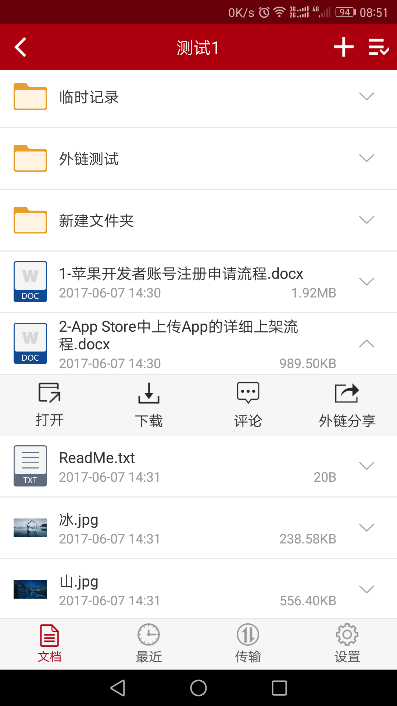 0K/s 94 08:51
测试1
临时记录
外链测试
新建文件夹
W
DOC
1-苹果开发者账号注册申请流程.docx
2017-06-07 14:30 1.92MB
W
DOC
2-App Store中上传App的详细上架流
程.docx
2017-06-07 14:30 989.50KB
打开 下载 评论 外链分享
TXT
ReadMe.txt
2017-06-07 14:31 20B
冰.jpg
2017-06-07 14:31 238.58KB
山.jpg
2017-06-07 14:31 556.40KB
文档 最近 传输 设置